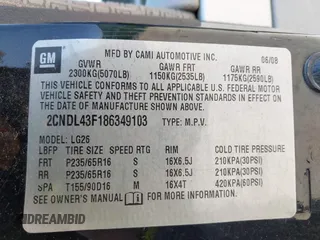 GM
MFD BY CAMI AUTOMOTIVE INC. 06/08
GVWR GAWR FRT GAWR RR
2300KG(5070LB) 1150KG(2535LB) 1175KG(2590LB)
THIS VEHICLE CONFORMS TO ALL APPLICABLE U.S. FEDERAL MOTOR
VEHICLE SAFETY AND THEFT PREVENTION STANDARDS IN EFFECT ON
THE DATE OF MANUFACTURE SHOWN ABOVE.
2CNDL43F186349103 TYPE: M.P.V.
MODEL: LG26
LBFP TIRE SIZE SPEED RTG RIM COLD TIRE PRESSURE
FRT P235/65R16 S 16X6.5J 210KPA(30PSI)
RR P235/65R16 S 16X6.5J 210KPA(30PSI)
SPA T155/90D16 M 16X4T 420KPA(60PSI)
SEE OWNER'S MANUAL FOR ADDITIONAL INFORMATION.
IDREAMBID